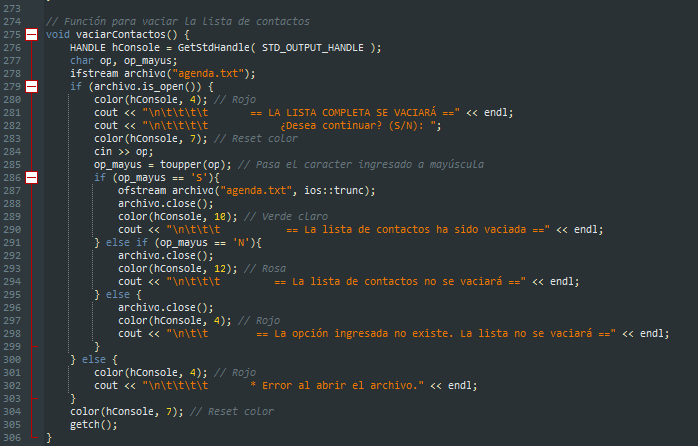 273
274 // Función para vaciar la lista de contactos
275 void vaciarContactos() {
276 HANDLE hConsole = GetStdHandle( STD_OUTPUT_HANDLE );
277 char op, op_mayus;
278 ifstream archivo("agenda.txt");
279 if (archivo.is_open()) {
280 color(hConsole, 4); // Rojo
281 cout << "\n\t\t\t\t == LA LISTA COMPLETA SE VACIARÁ ==" << endl;
282 cout << "\n\t\t\t\t ¿Desea continuar? (S/N): ";
283 color(hConsole, 7); // Reset color
284 cin >> op;
285 op_mayus = toupper(op); // Pasa el caracter ingresado a mayúscula
286 if (op_mayus == 'S'){
287 ofstream archivo("agenda.txt", ios::trunc);
288 archivo.close();
289 color(hConsole, 10); // Verde claro
290 cout << "\n\t\t\t == La lista de contactos ha sido vaciada ==" << endl;
291 } else if (op_mayus == 'N'){
292 archivo.close();
293 color(hConsole, 12); // Rosa
294 cout << "\n\t\t\t == La lista de contactos no se vaciará ==" << endl;
295 } else {
296 archivo.close();
297 color(hConsole, 4); // Rojo
298 cout << "\n\t\t == La opción ingresada no existe. La lista no se vaciará ==" << endl;
299 }
300 } else {
301 color(hConsole, 4); // Rojo
302 cout << "\n\t\t\t\t * Error al abrir el archivo." << endl;
303 }
304 color(hConsole, 7); // Reset color
305 getch();
306 }